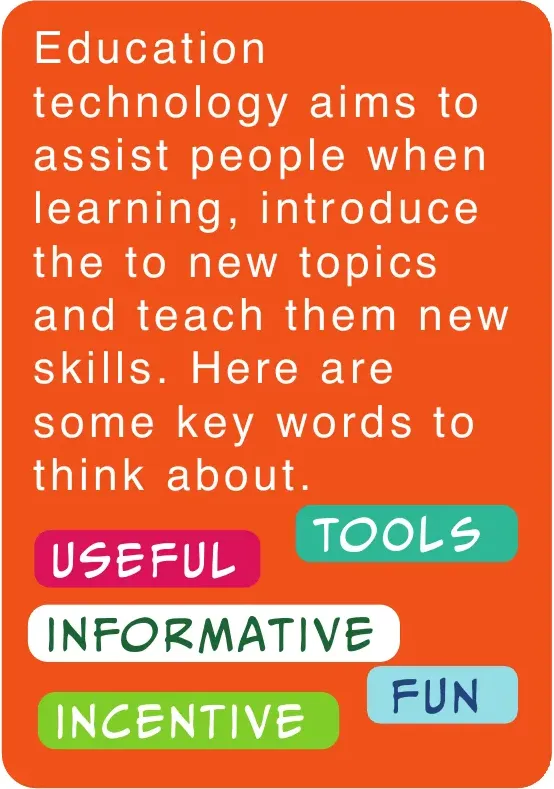 Education
technology aims to
assist people when
learning, introduce
the to new topics
and teach them new
skills. Here are
some key words to
think about.
TOOLS
USEFUL
INFORMATIVE
FUN
INCENTIVE